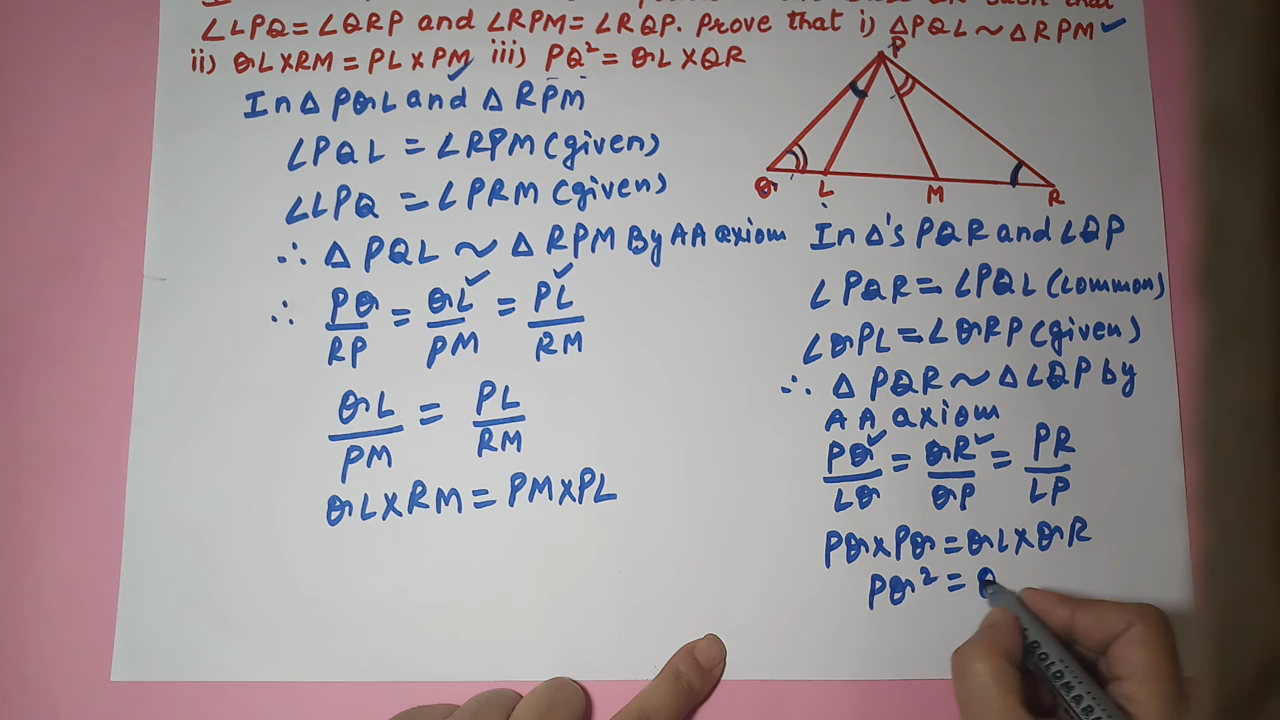 ∠LPQ = ∠QRP and ∠RPM = ∠RQP. Prove that i) △PQL ~ △RPM ✓
ii) QL×RM = PL×PM ✓ iii) PQ² = QL×QR
In △ PQL and △ RPM
∠PQL = ∠RPM (given)
∠LPQ = ∠PRM (given)
∴ △ PQL ~ △ RPM By AA axiom
∴ PQ/RP = QL/PM = PL/RM
QL/PM = PL/RM
QL×RM = PM×PL
P
Q L M R
In △'s PQR and LQP
∠PQR = ∠PQL (common)
∠QPL = ∠QRP (given)
∴ △ PQR ~ △ LQP by
AA axiom
PQ/LQ = QR/QP = PR/LP
PQ×PQ = QL×QR
PQ² = Q
BOLDMARK